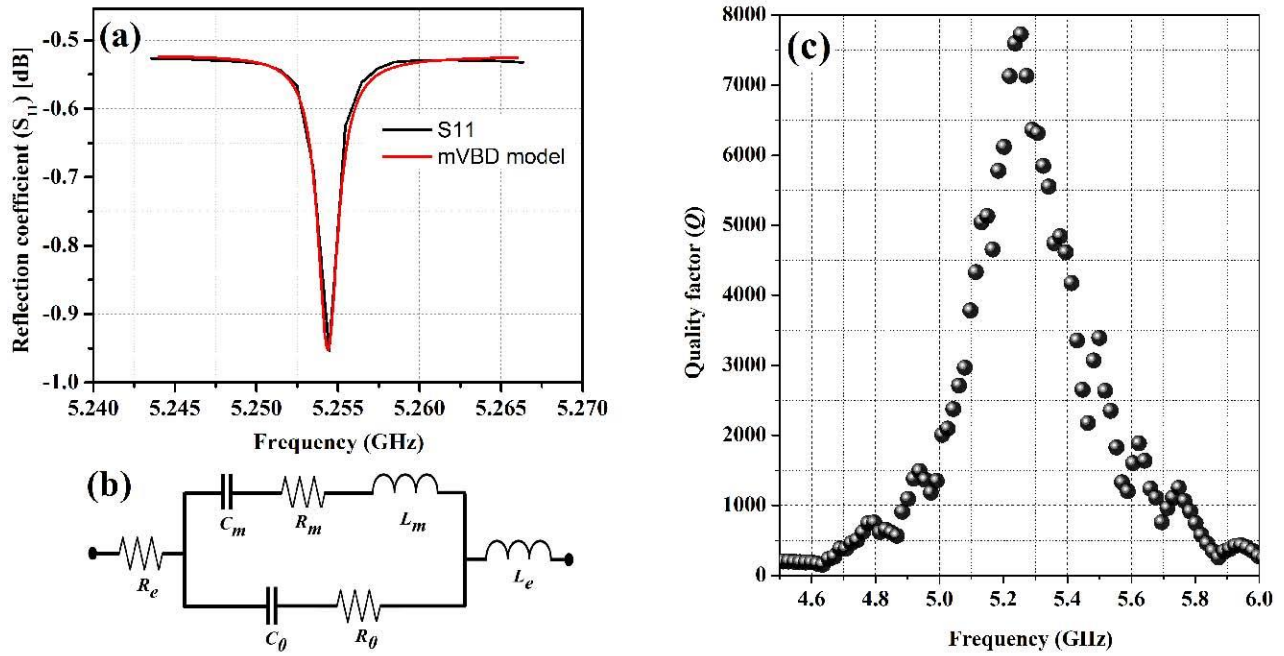 (a)
-0.5
-0.6
-0.7
-0.8
-0.9
-1.0
Reflection coefficient (S11) [dB]
S11
mVBD model
5.240 5.245 5.250 5.255 5.260 5.265 5.270
Frequency (GHz)
(b)
Cm Rm Lm
Re Le
C0 R0
(c)
8000
7000
6000
5000
4000
3000
2000
1000
0
Quality factor (Q)
4.6 4.8 5.0 5.2 5.4 5.6 5.8 6.0
Frequency (GHz)